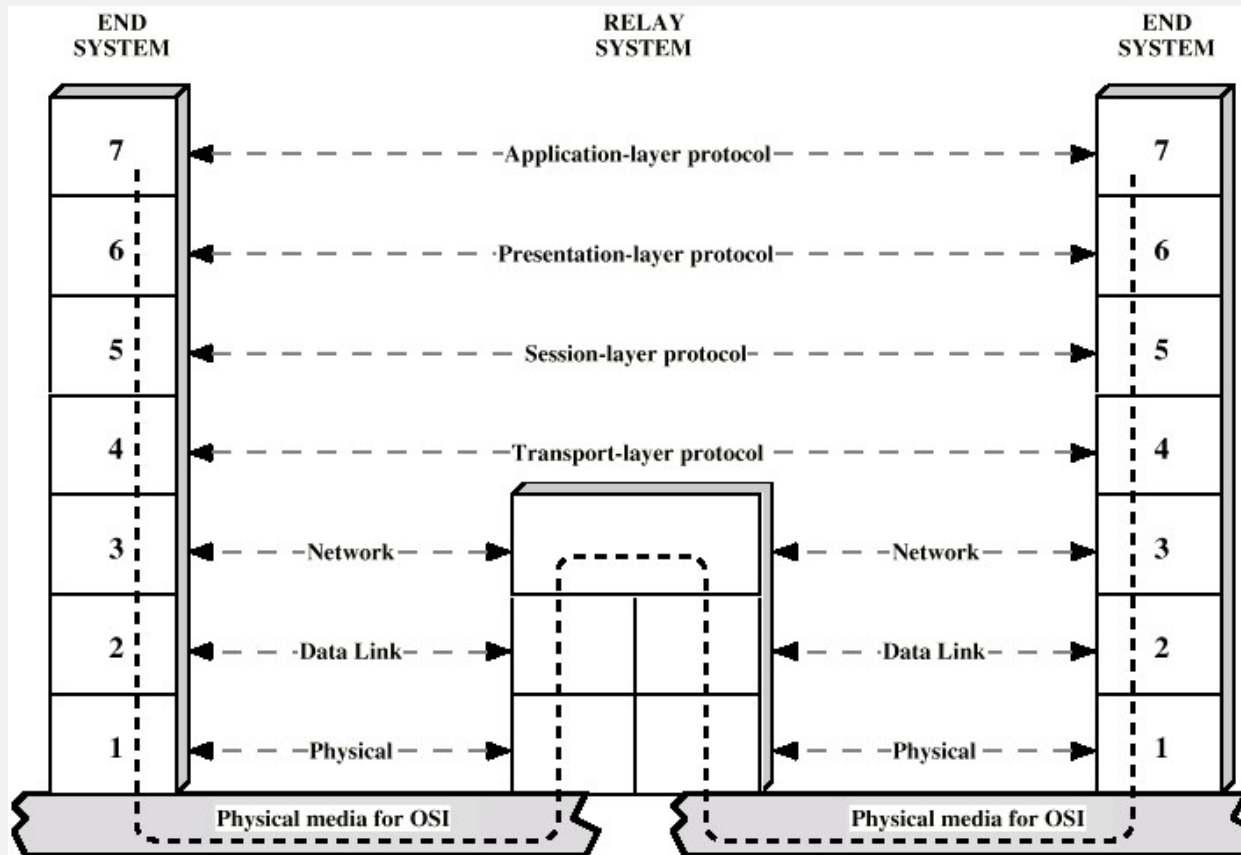 END
SYSTEM
RELAY
SYSTEM
END
SYSTEM
7
Application-layer protocol
7
6
Presentation-layer protocol
6
5
Session-layer protocol
5
4
Transport-layer protocol
4
3
Network
Network
3
2
Data Link
Data Link
2
1
Physical
Physical
1
Physical media for OSI
Physical media for OSI